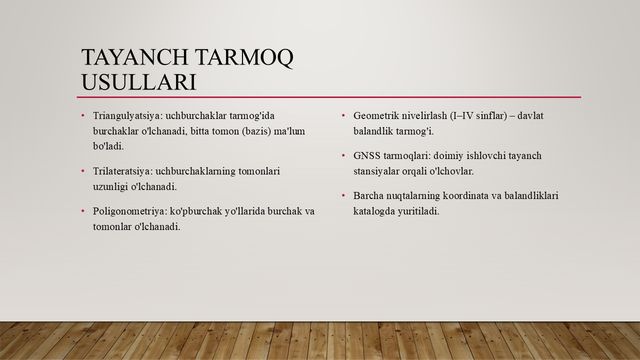 TAYANCH TARMOQ
USULLARI
• Triangulyatsiya: uchburchaklar tarmog'ida
burchaklar o'lchanadi, bitta tomon (bazis) ma'lum
bo'ladi.
• Trilateratsiya: uchburchaklarning tomonlari
uzunligi o'lchanadi.
• Poligonometriya: ko'pburchak yo'llarida burchak va
tomonlar o'lchanadi.
• Geometrik nivelirlash (I–IV sinflar) – davlat
balandlik tarmog'i.
• GNSS tarmoqlari: doimiy ishlovchi tayanch
stansiyalar orqali o'lchovlar.
• Barcha nuqtalarning koordinata va balandliklari
katalogda yuritiladi.